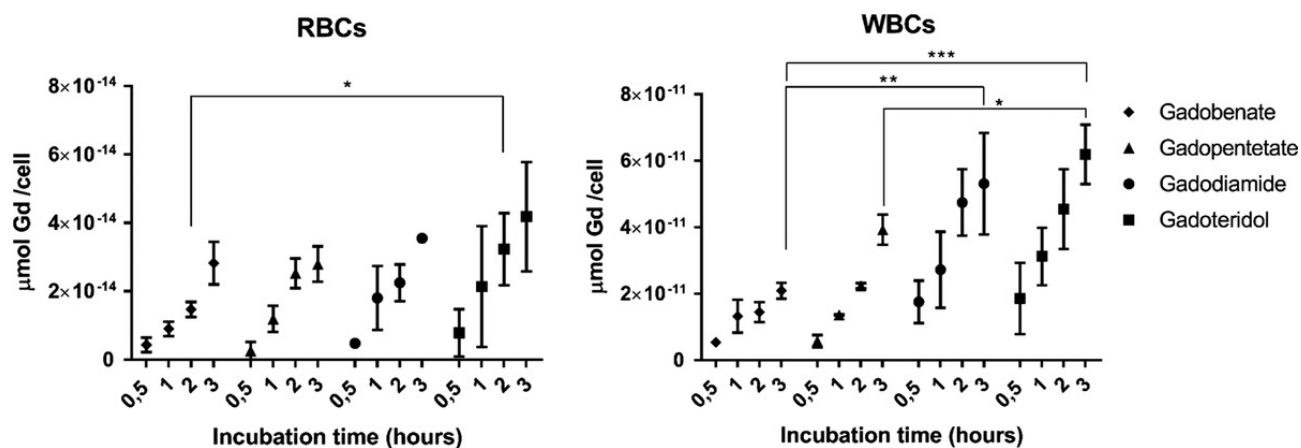 RBCs
*
8×10⁻¹⁴
6×10⁻¹⁴
4×10⁻¹⁴
2×10⁻¹⁴
0
μmol Gd /cell
0,5 1 2 3 0,5 1 2 3 0,5 1 2 3 0,5 1 2 3
Incubation time (hours)
WBCs
***
**
*
8×10⁻¹¹
6×10⁻¹¹
4×10⁻¹¹
2×10⁻¹¹
0
μmol Gd /cell
0,5 1 2 3 0,5 1 2 3 0,5 1 2 3 0,5 1 2 3
Incubation time (hours)
Gadobenate
Gadopentetate
Gadodiamide
Gadoteridol